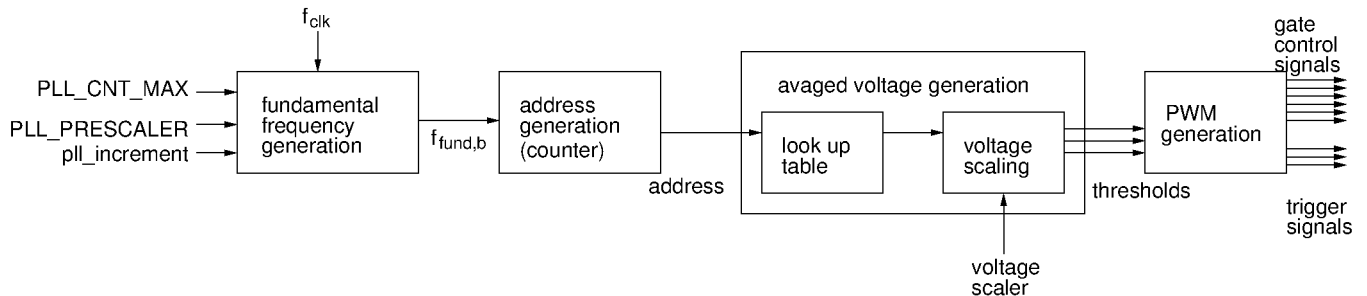 f_clk
PLL_CNT_MAX
PLL_PRESCALER
pll_increment
fundamental
frequency
generation
f_fund,b
address
generation
(counter)
address
avaged voltage generation
look up
table
voltage
scaling
voltage
scaler
thresholds
PWM
generation
gate
control
signals
trigger
signals